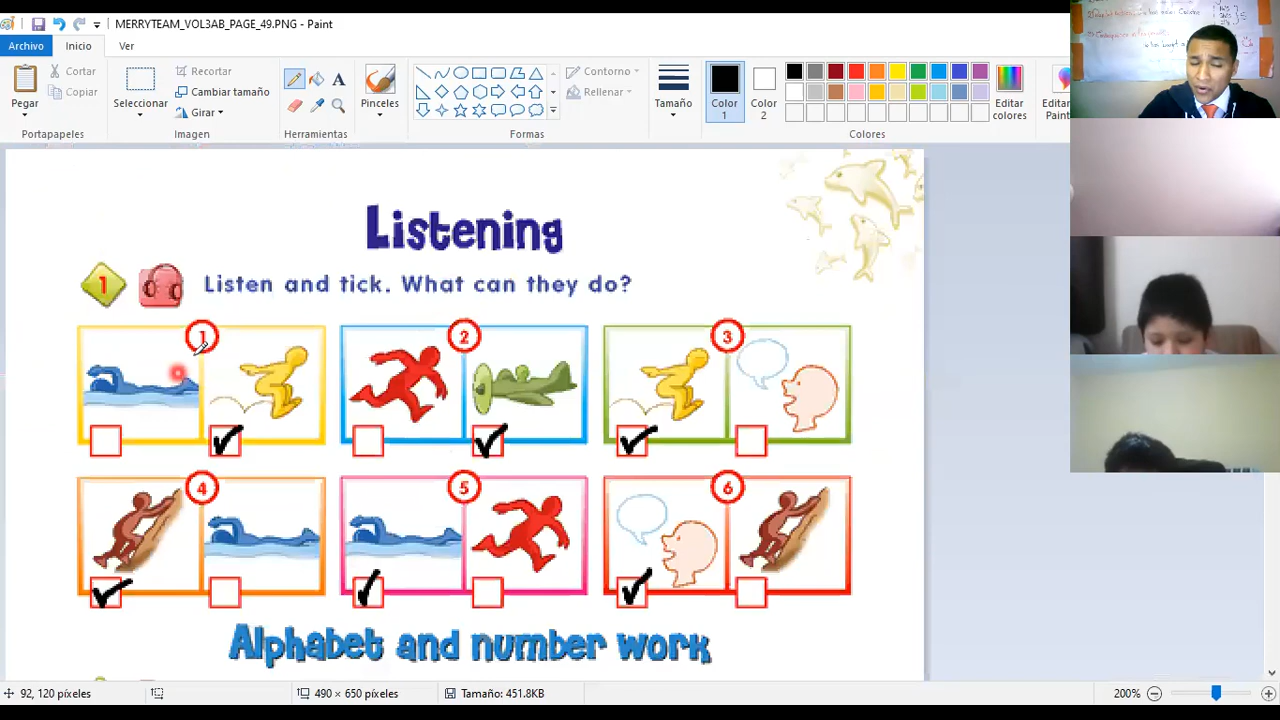 MERRYTEAM_VOL3AB_PAGE_49.PNG - Paint
Archivo Inicio Ver
Pegar
Cortar
Copiar
Portapapeles
Seleccionar
Recortar
Cambiar tamaño
Girar
Imagen
A
Herramientas
Pinceles
Contorno
Rellenar
Formas
Tamaño
Color 1
Color 2
Editar colores
Colores
Editar
Paint
Listening
1 Listen and tick. What can they do?
1 2 3
4 5 6
Alphabet and number work
92, 120 píxeles
490 × 650 píxeles
Tamaño: 451.8KB
200%